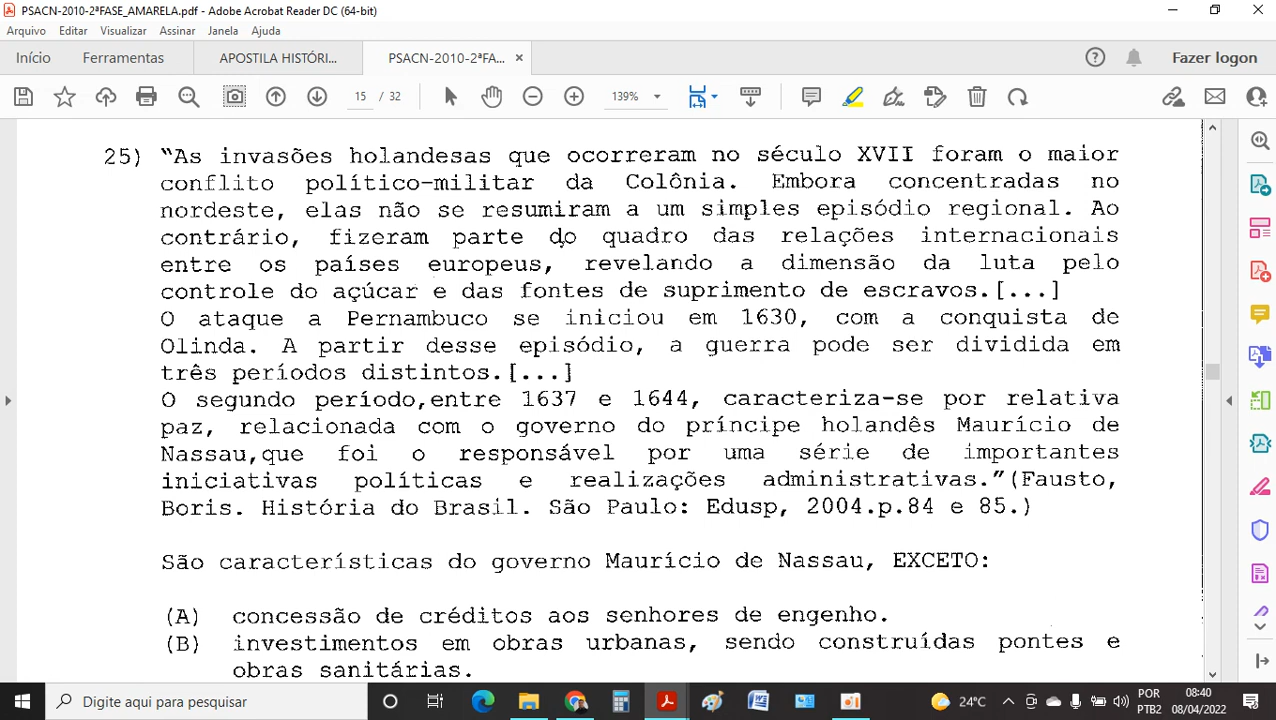 PSACN-2010-2ªFASE_AMARELA.pdf - Adobe Acrobat Reader DC (64-bit)
Arquivo Editar Visualizar Assinar Janela Ajuda
Início Ferramentas APOSTILA HISTÓRI... PSACN-2010-2ªFA... × Fazer logon
15 / 32 139%
25) "As invasões holandesas que ocorreram no século XVII foram o maior
conflito político-militar da Colônia. Embora concentradas no
nordeste, elas não se resumiram a um simples episódio regional. Ao
contrário, fizeram parte do quadro das relações internacionais
entre os países europeus, revelando a dimensão da luta pelo
controle do açúcar e das fontes de suprimento de escravos.[...]
O ataque a Pernambuco se iniciou em 1630, com a conquista de
Olinda. A partir desse episódio, a guerra pode ser dividida em
três períodos distintos.[...]
O segundo período,entre 1637 e 1644, caracteriza-se por relativa
paz, relacionada com o governo do príncipe holandês Maurício de
Nassau,que foi o responsável por uma série de importantes
iniciativas políticas e realizações administrativas."(Fausto,
Boris. História do Brasil. São Paulo: Edusp, 2004.p.84 e 85.)
São características do governo Maurício de Nassau, EXCETO:
(A) concessão de créditos aos senhores de engenho.
(B) investimentos em obras urbanas, sendo construídas pontes e
obras sanitárias.
Digite aqui para pesquisar 24°C POR 08:40
PTB2 08/04/2022